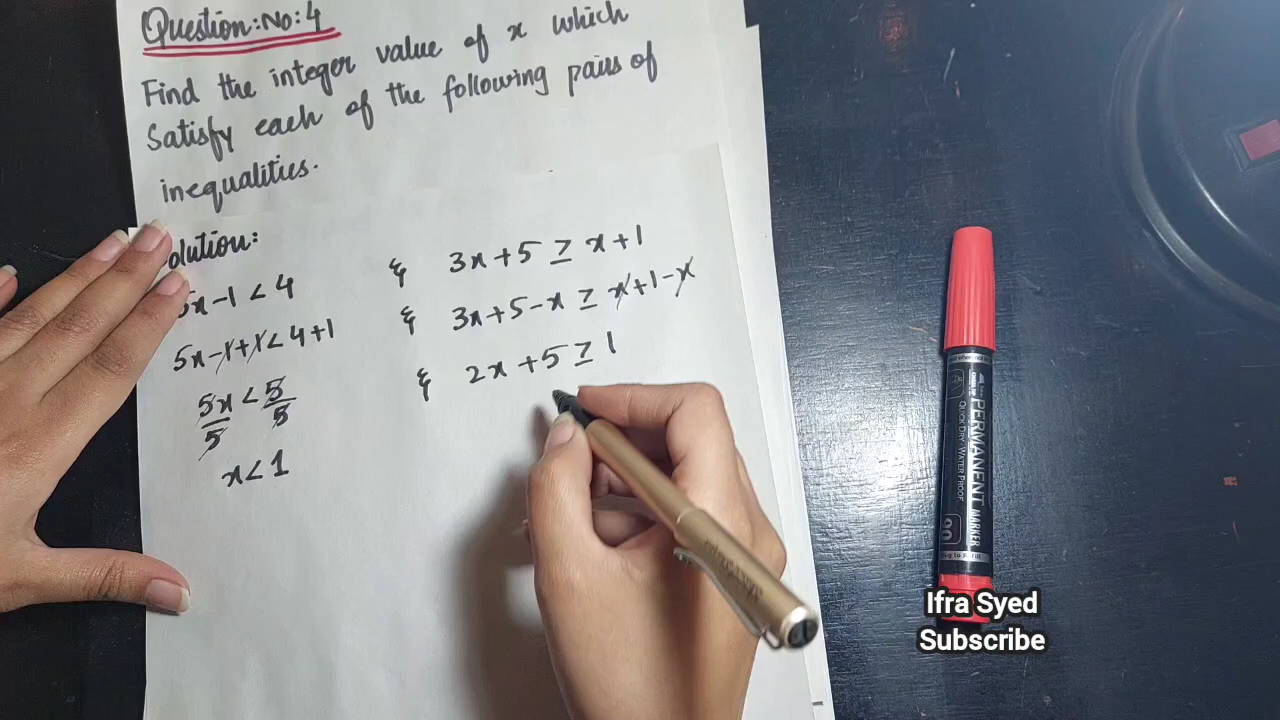 Question:No:4
Find the integer value of x which
Satisfy each of the following pairs of
inequalities.
olution:
5x-1 < 4 & 3x+5 ≥ x+1
5x-1+1 < 4+1 & 3x+5-x ≥ x+1-x
5x/5 < 5/5 & 2x+5 ≥ 1
x < 1
PERMANENT MARKER
QUICK DRY · WATER PROOF
90
Ifra Syed
Subscribe